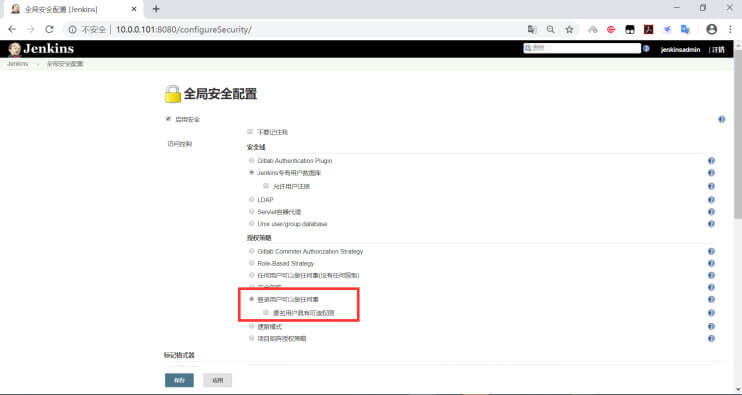 全局安全配置 [Jenkins]
不安全 | 10.0.0.101:8080/configureSecurity/
Jenkins
查找
jenkinsadmin | 注销
Jenkins 全局安全配置
全局安全配置
启用安全
不要记住我
访问控制
安全域
Gitlab Authentication Plugin
Jenkins专有用户数据库
允许用户注册
LDAP
Servlet容器代理
Unix user/group database
授权策略
Gitlab Commiter Authorization Strategy
Role-Based Strategy
任何用户可以做任何事(没有任何限制)
安全矩阵
登录用户可以做任何事
匿名用户具有可读权限
遗留模式
项目矩阵授权策略
标记格式器
保存
应用